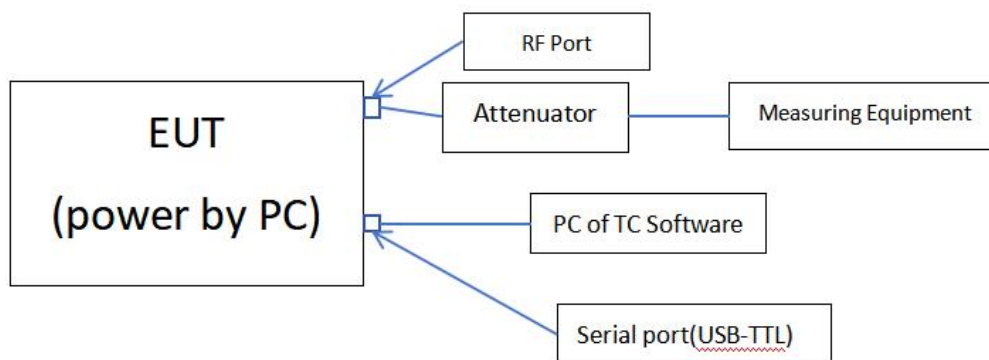 RF Port
EUT
(power by PC)
Attenuator
Measuring Equipment
PC of TC Software
Serial port(USB-TTL)